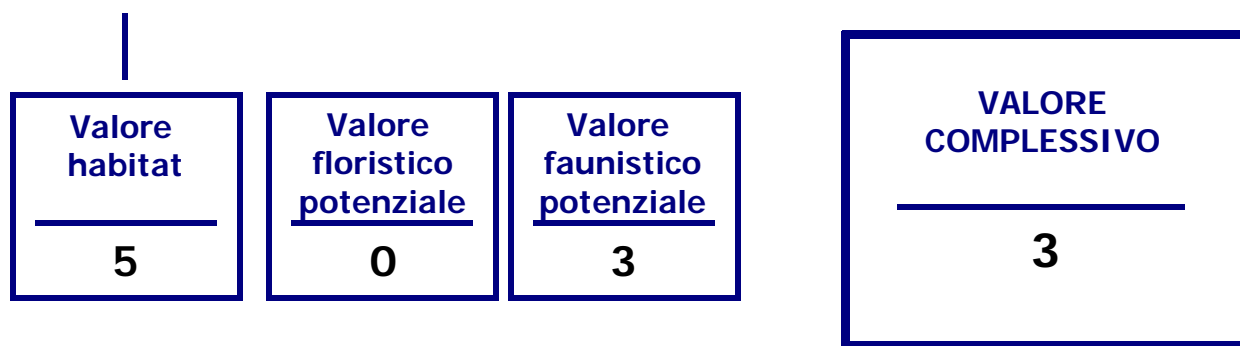 Valore
habitat
5
Valore
floristico
potenziale
0
Valore
faunistico
potenziale
3
VALORE
COMPLESSIVO
3